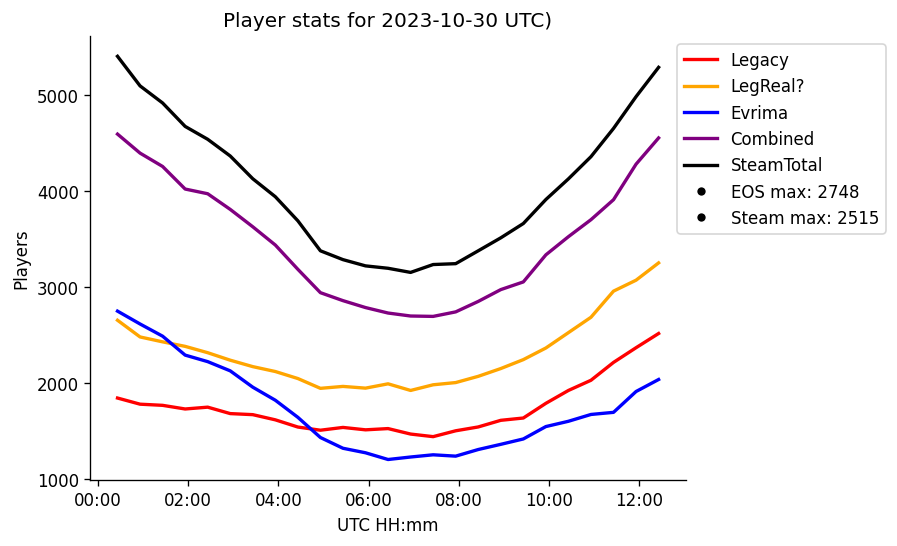 Player stats for 2023-10-30 UTC)
Legacy
LegReal?
Evrima
Combined
SteamTotal
EOS max: 2748
Steam max: 2515
Players
5000
4000
3000
2000
1000
00:00 02:00 04:00 06:00 08:00 10:00 12:00
UTC HH:mm